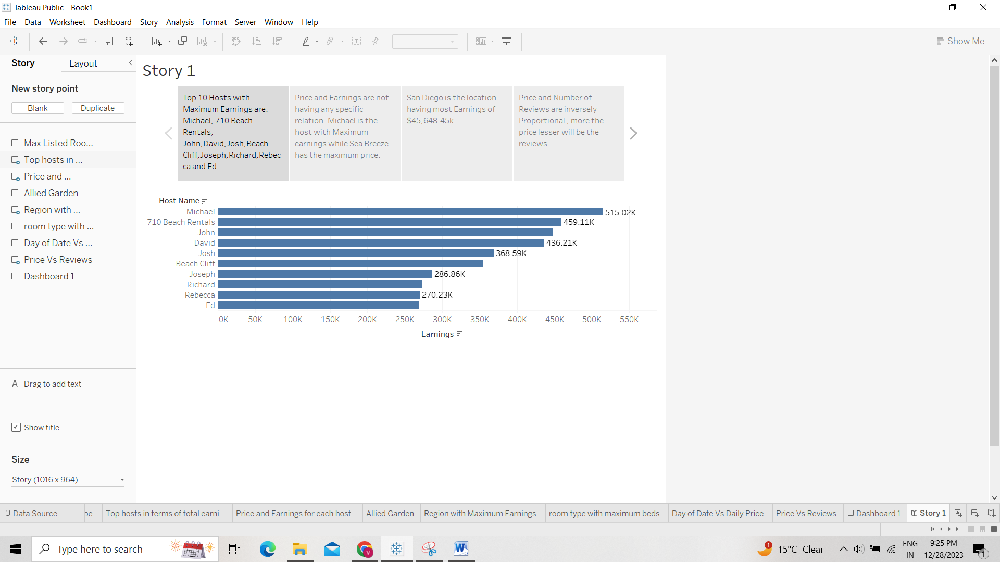 Tableau Public - Book1
File Data Worksheet Dashboard Story Analysis Format Server Window Help
Show Me
Story Layout
New story point
Blank Duplicate
Max Listed Roo...
Top hosts in ...
Price and ...
Allied Garden
Region with ...
room type with ...
Day of Date Vs ...
Price Vs Reviews
Dashboard 1
A Drag to add text
Show title
Size
Story (1016 x 964)
Story 1
Top 10 Hosts with
Maximum Earnings are:
Michael, 710 Beach
Rentals,
John,David,Josh,Beach
Cliff,Joseph,Richard,Rebec
ca and Ed.
Price and Earnings are not
having any specific
relation. Michael is the
host with Maximum
earnings while Sea Breeze
has the maximum price.
San Diego is the location
having most Earnings of
$45,648.45k
Price and Number of
Reviews are inversely
Proportional , more the
price lesser will be the
reviews.
Host Name
Michael 515.02K
710 Beach Rentals 459.11K
John
David 436.21K
Josh 368.59K
Beach Cliff
Joseph 286.86K
Richard
Rebecca 270.23K
Ed
0K 50K 100K 150K 200K 250K 300K 350K 400K 450K 500K 550K
Earnings
Data Source pe Top hosts in terms of total earni... Price and Earnings for each host... Allied Garden Region with Maximum Earnings room type with maximum beds Day of Date Vs Daily Price Price Vs Reviews Dashboard 1 Story 1
Type here to search
1 15°C Clear
ENG
IN
9:25 PM
12/28/2023
1